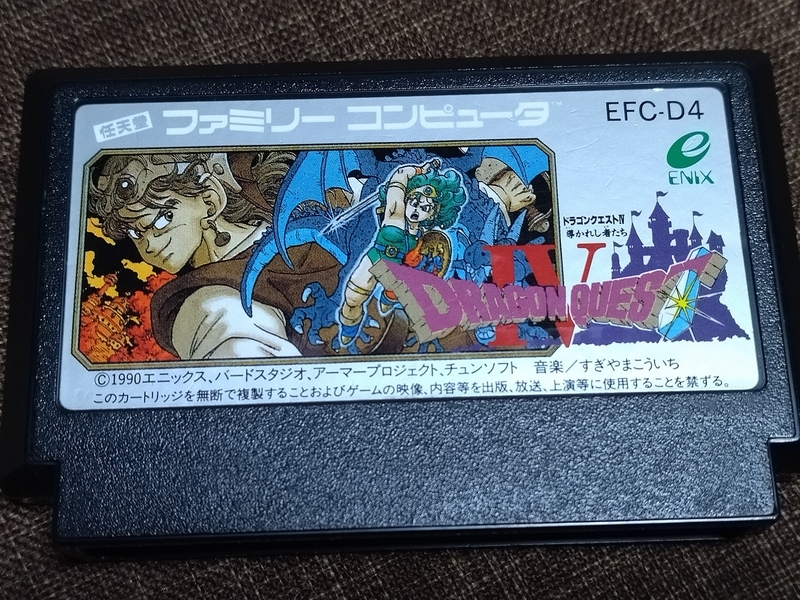 任天堂 ファミリー コンピュータ™
EFC-D4
ENIX
ドラゴンクエストIV
導かれし者たち
IV
DRAGON QUEST
©1990エニックス、バードスタジオ、アーマープロジェクト、チュンソフト 音楽/すぎやまこういち
このカートリッジを無断で複製することおよびゲームの映像、内容等を出版、放送、上演等に使用することを禁ずる。